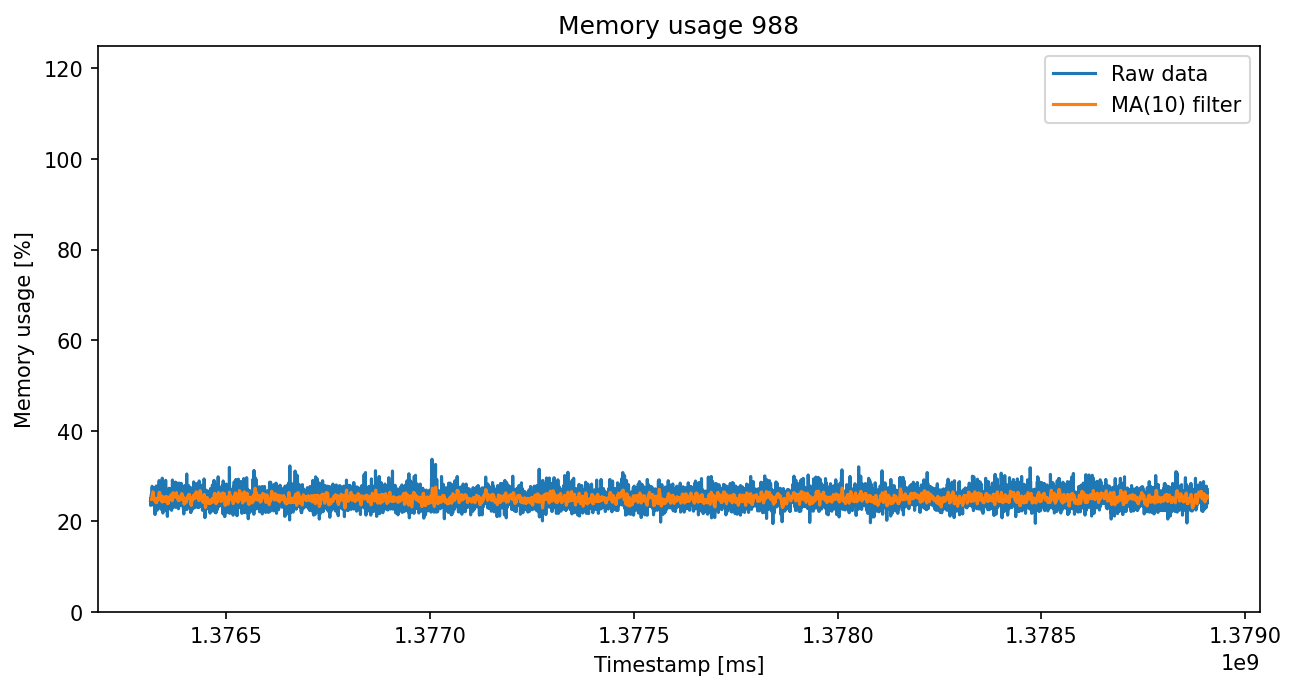 Memory usage 988
Raw data
MA(10) filter
Memory usage [%]
120
100
80
60
40
20
0
1.3765 1.3770 1.3775 1.3780 1.3785 1.3790
1e9
Timestamp [ms]